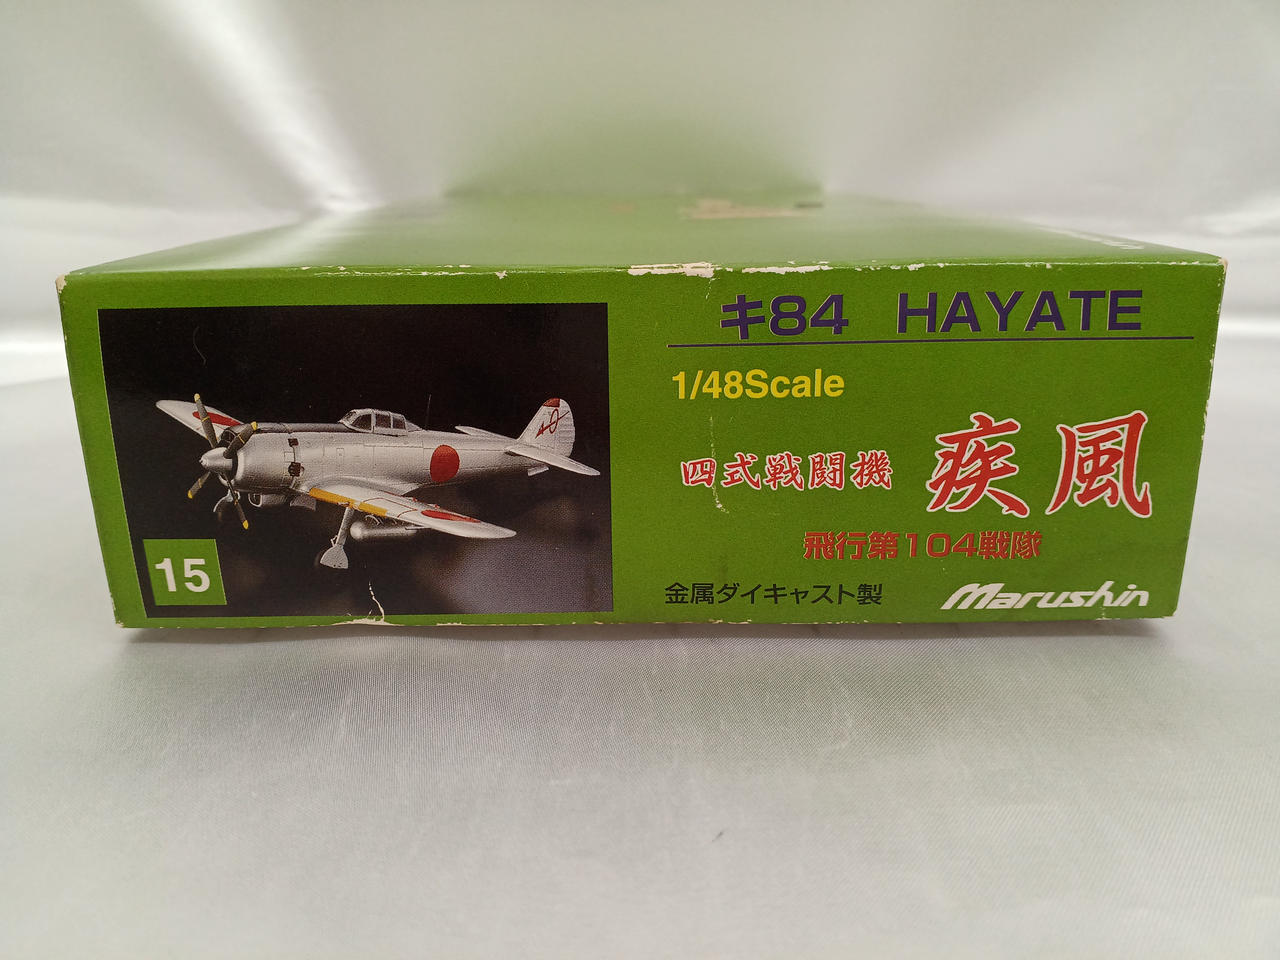 キ84 HAYATE
1/48Scale
四式戦闘機 疾風
飛行第104戦隊
金属ダイキャスト製 Marushin
15